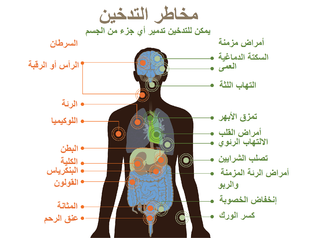 مخاطر التدخين
يمكن للتدخين تدمير أي جزء من الجسم
السرطان
الرأس أو الرقبة
الرئة
اللوكيميا
البطن
الكلية
البنكرياس
القولون
المثانة
عنق الرحم
أمراض مزمنة
السكتة الدماغية
العمى
التهاب اللثة
تمزق الأبهر
أمراض القلب
الالتهاب الرئوي
تصلب الشرايين
أمراض الرئة المزمنة
والربو
إنخفاض الخصوبة
كسر الورك